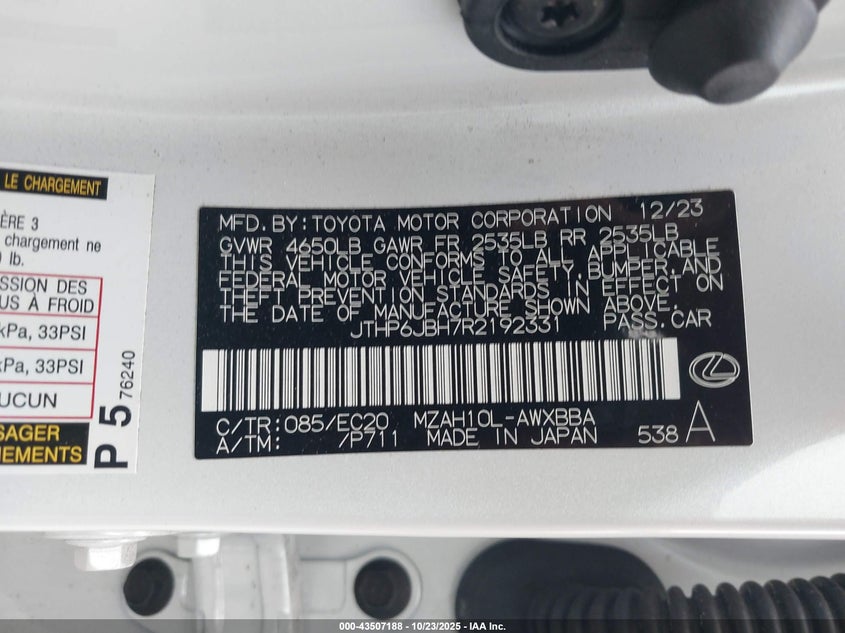 LE CHARGEMENT
ÈRE 3
chargement ne
lb.
SSION DES
US À FROID
kPa, 33PSI
kPa, 33PSI
UCUN
SAGER
NEMENTS
P 5 76240
MFD.BY:TOYOTA MOTOR CORPORATION 12/23
GVWR 4650LB GAWR FR 2535LB RR 2535LB
THIS VEHICLE CONFORMS TO ALL APPLICABLE
FEDERAL MOTOR VEHICLE SAFETY,BUMPER,AND
THEFT PREVENTION STANDARDS IN EFFECT ON
THE DATE OF MANUFACTURE SHOWN ABOVE.
JTHP6JBH7R2192331 PASS.CAR
C/TR:085/EC20 MZAH10L-AWXBBA
A/TM: /P711 MADE IN JAPAN 538 A
000-43507188 - 10/23/2025 - IAA Inc.